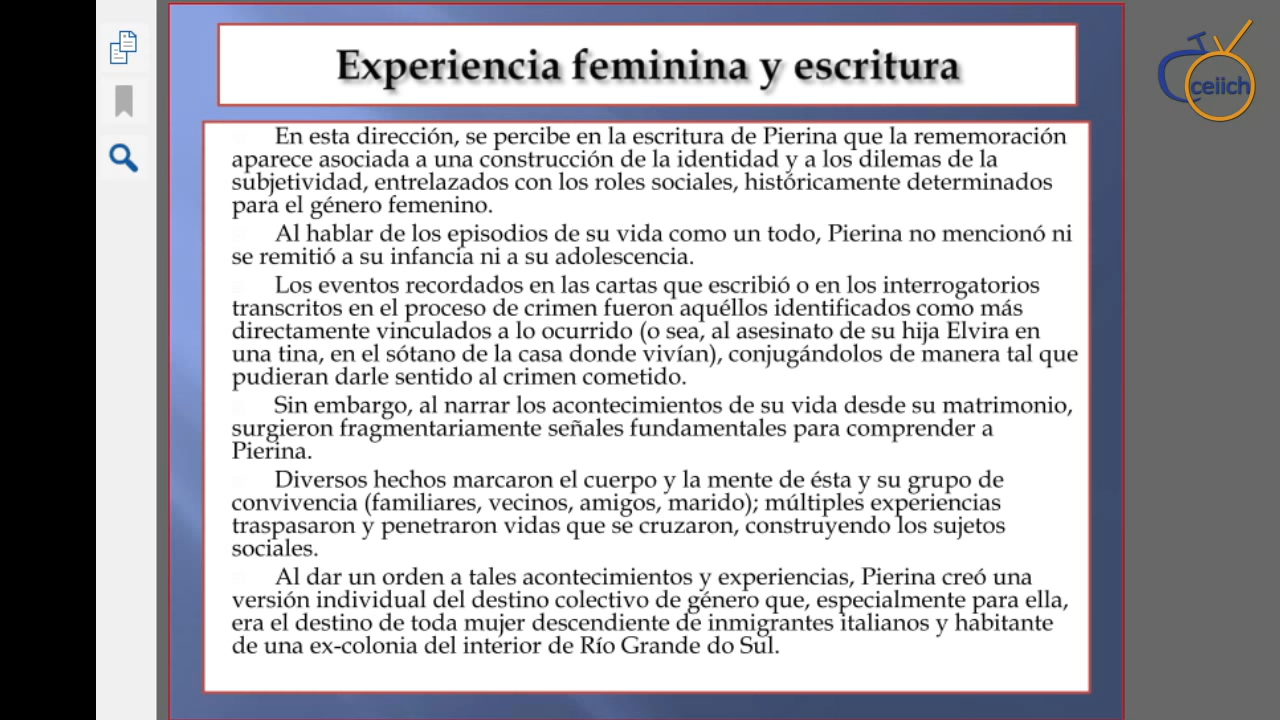 Experiencia feminina y escritura
TV
ceiich
En esta dirección, se percibe en la escritura de Pierina que la rememoración
aparece asociada a una construcción de la identidad y a los dilemas de la
subjetividad, entrelazados con los roles sociales, históricamente determinados
para el género femenino.
Al hablar de los episodios de su vida como un todo, Pierina no mencionó ni
se remitió a su infancia ni a su adolescencia.
Los eventos recordados en las cartas que escribió o en los interrogatorios
transcritos en el proceso de crimen fueron aquéllos identificados como más
directamente vinculados a lo ocurrido (o sea, al asesinato de su hija Elvira en
una tina, en el sótano de la casa donde vivían), conjugándolos de manera tal que
pudieran darle sentido al crimen cometido.
Sin embargo, al narrar los acontecimientos de su vida desde su matrimonio,
surgieron fragmentariamente señales fundamentales para comprender a
Pierina.
Diversos hechos marcaron el cuerpo y la mente de ésta y su grupo de
convivencia (familiares, vecinos, amigos, marido); múltiples experiencias
traspasaron y penetraron vidas que se cruzaron, construyendo los sujetos
sociales.
Al dar un orden a tales acontecimientos y experiencias, Pierina creó una
versión individual del destino colectivo de género que, especialmente para ella,
era el destino de toda mujer descendiente de inmigrantes italianos y habitante
de una ex-colonia del interior de Río Grande do Sul.